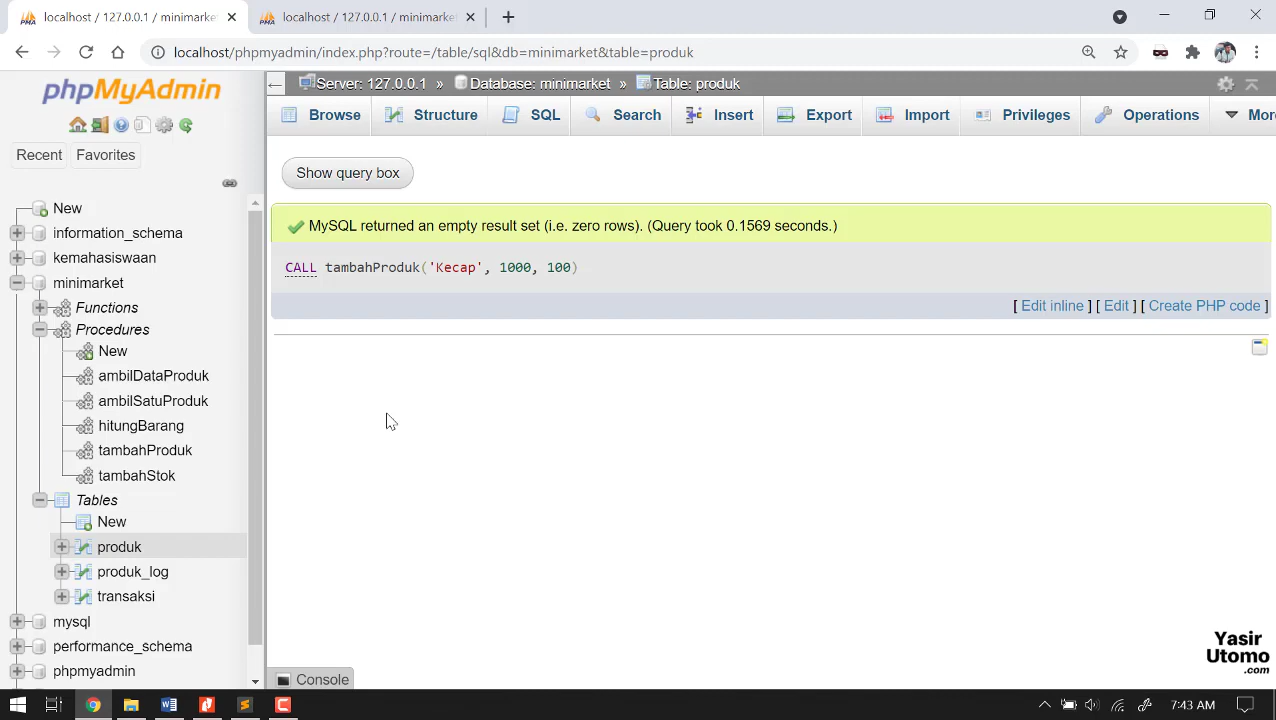 localhost / 127.0.0.1 / minimarke
localhost / 127.0.0.1 / minimarke
localhost/phpmyadmin/index.php?route=/table/sql&db=minimarket&table=produk
phpMyAdmin
Server: 127.0.0.1 » Database: minimarket » Table: produk
Browse Structure SQL Search Insert Export Import Privileges Operations Mor
Recent Favorites
Show query box
New
information_schema
kemahasiswaan
minimarket
Functions
Procedures
New
ambilDataProduk
ambilSatuProduk
hitungBarang
tambahProduk
tambahStok
Tables
New
produk
produk_log
transaksi
mysql
performance_schema
phpmyadmin
MySQL returned an empty result set (i.e. zero rows). (Query took 0.1569 seconds.)
CALL tambahProduk('Kecap', 1000, 100)
[ Edit inline ] [ Edit ] [ Create PHP code ]
Console
Yasir
Utomo
.com
7:43 AM